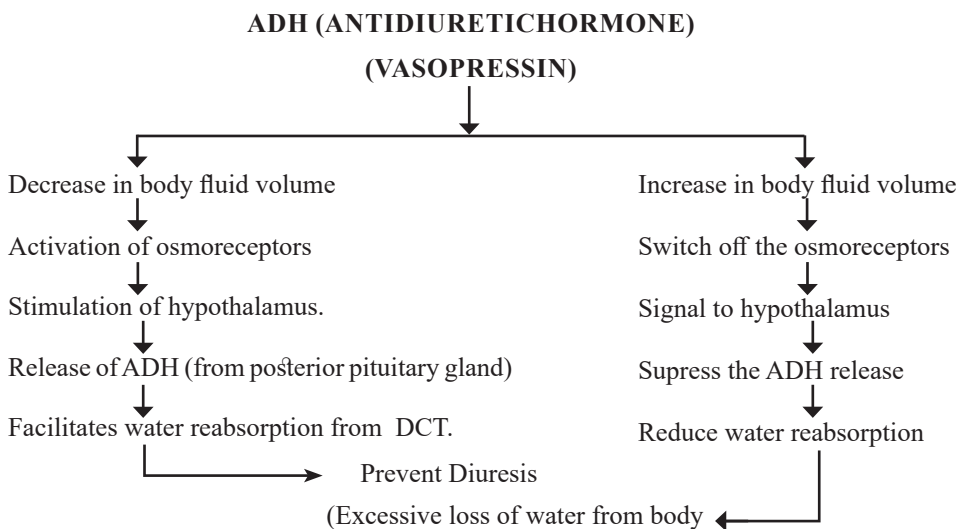 ADH (ANTIDIURETICHORMONE)
(VASOPRESSIN)
Decrease in body fluid volume
Activation of osmoreceptors
Stimulation of hypothalamus.
Release of ADH (from posterior pituitary gland)
Facilitates water reabsorption from DCT.
Prevent Diuresis
Increase in body fluid volume
Switch off the osmoreceptors
Signal to hypothalamus
Supress the ADH release
Reduce water reabsorption
(Excessive loss of water from body